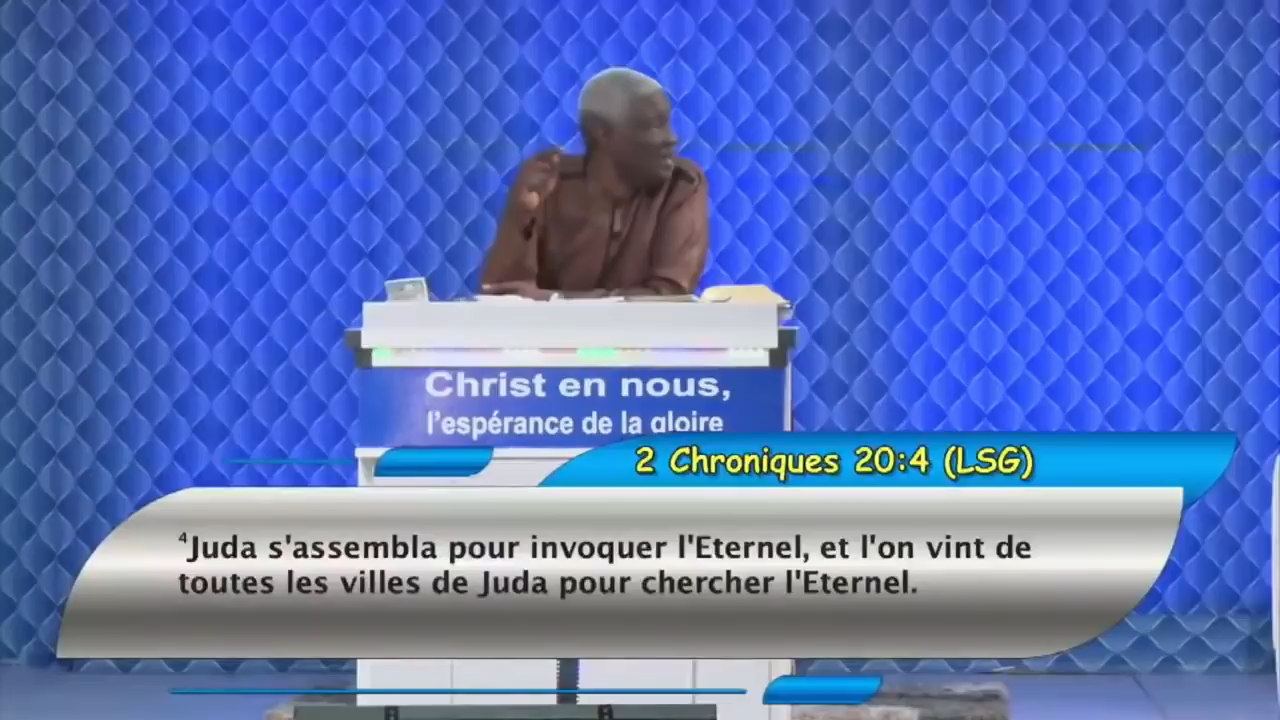 Christ en nous,
l'espérance de la gloire
2 Chroniques 20:4 (LSG)
⁴Juda s'assembla pour invoquer l'Eternel, et l'on vint de
toutes les villes de Juda pour chercher l'Eternel.